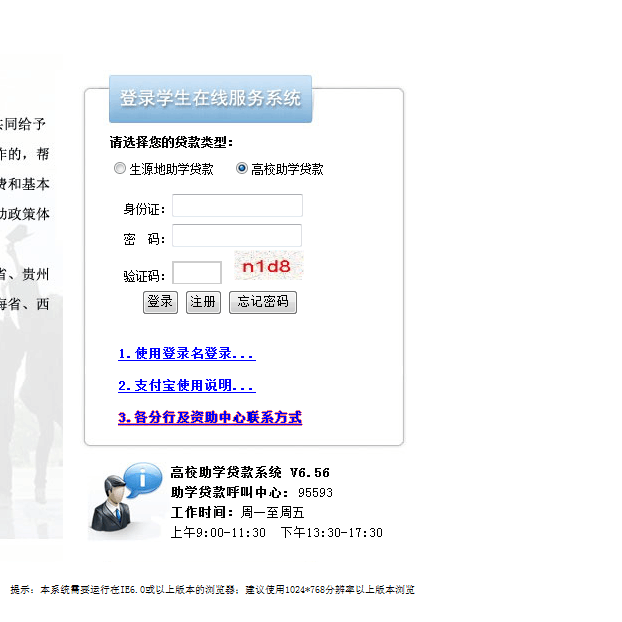 登录学生在线服务系统
共同给予
作的，帮
费和基本
助政策体
省、贵州
海省、西
请选择您的贷款类型：
生源地助学贷款 高校助学贷款
身份证：
密 码：
验证码： n1d8
登录 注册 忘记密码
1.使用登录名登录...
2.支付宝使用说明...
3.各分行及资助中心联系方式
高校助学贷款系统 V6.56
助学贷款呼叫中心：95593
工作时间：周一至周五
上午9:00-11:30 下午13:30-17:30
提示：本系统需要运行在IE6.0或以上版本的浏览器；建议使用1024*768分辨率以上版本浏览